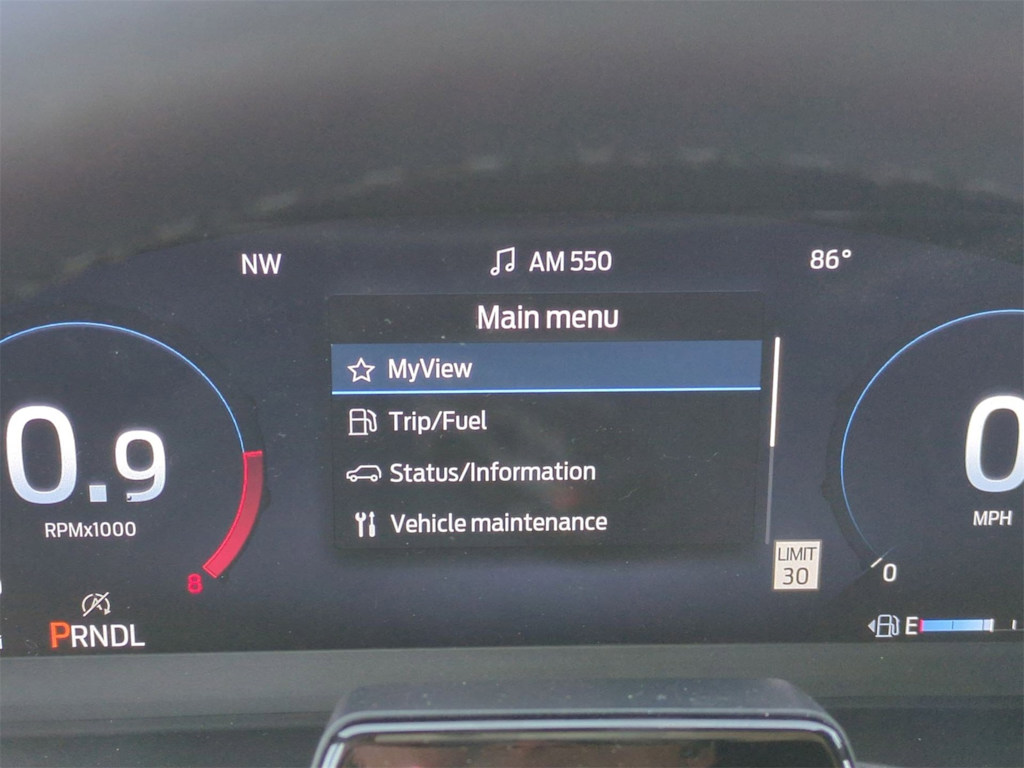 NW
AM 550
86°
Main menu
MyView
Trip/Fuel
Status/Information
Vehicle maintenance
0.9
RPMx1000
8
PRNDL
LIMIT
30
0
MPH
0
E